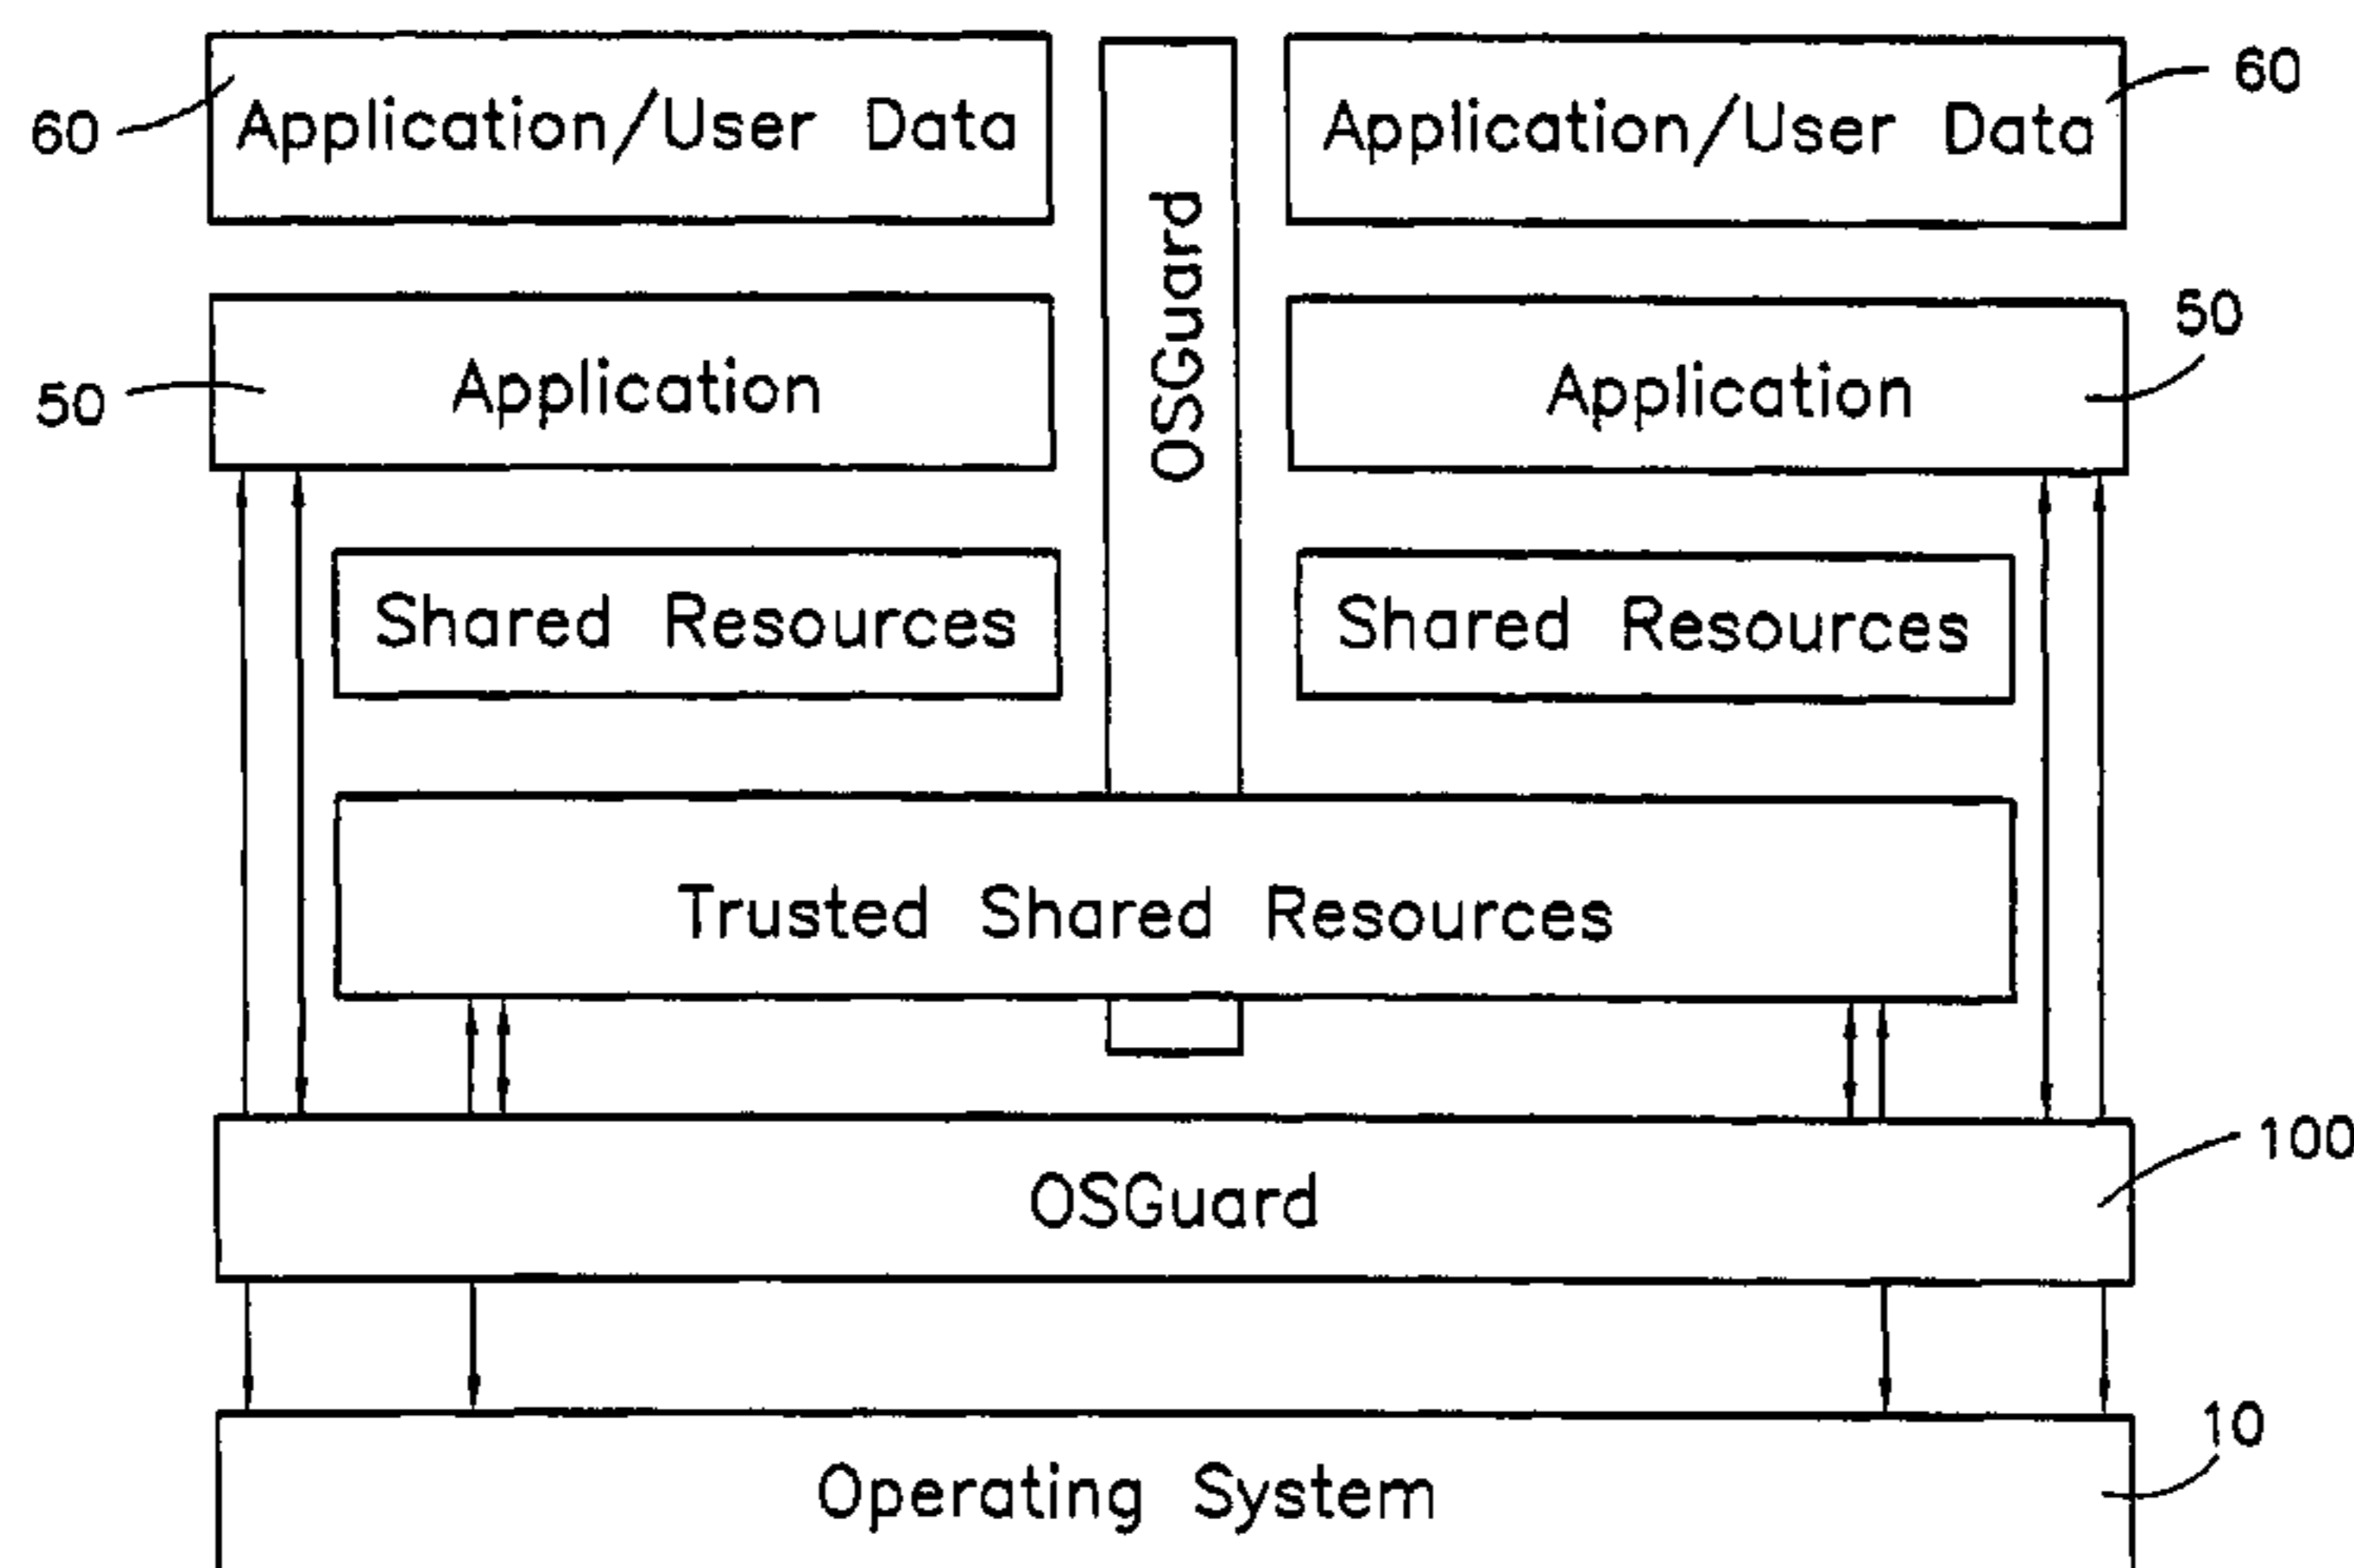 60
Application/User Data
Application/User Data
60
OSGuard
50
Application
Application
50
Shared Resources
Shared Resources
Trusted Shared Resources
OSGuard
100
Operating System
10